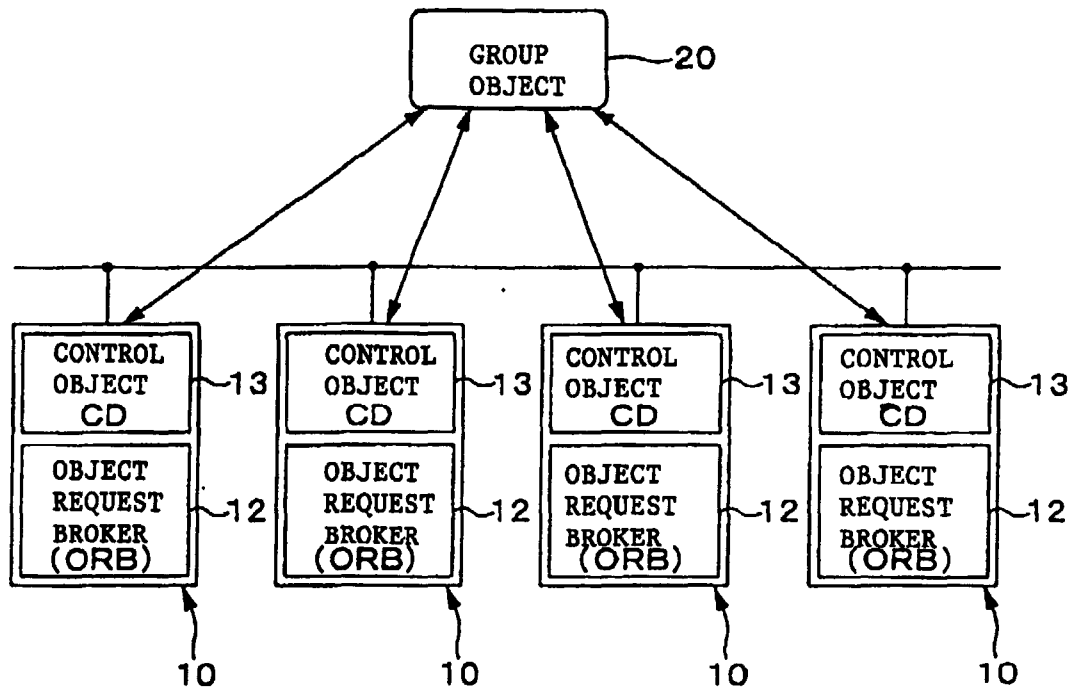 GROUP
OBJECT
20
CONTROL
OBJECT
CD
13
OBJECT
REQUEST
BROKER
(ORB)
12
10
CONTROL
OBJECT
CD
13
OBJECT
REQUEST
BROKER
(ORB)
12
10
CONTROL
OBJECT
CD
13
OBJECT
REQUEST
BROKER
(ORB)
12
10
CONTROL
OBJECT
CD
13
OBJECT
REQUEST
BROKER
(ORB)
12
10